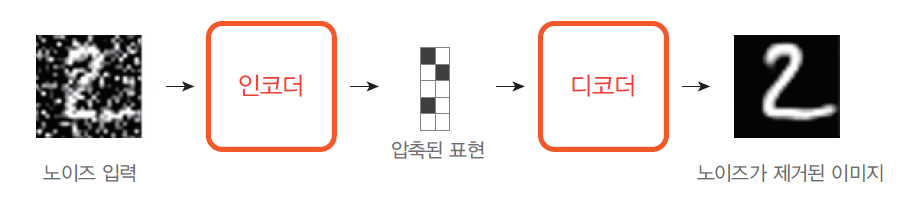 인코더
디코더
압축된 표현
노이즈 입력
노이즈가 제거된 이미지